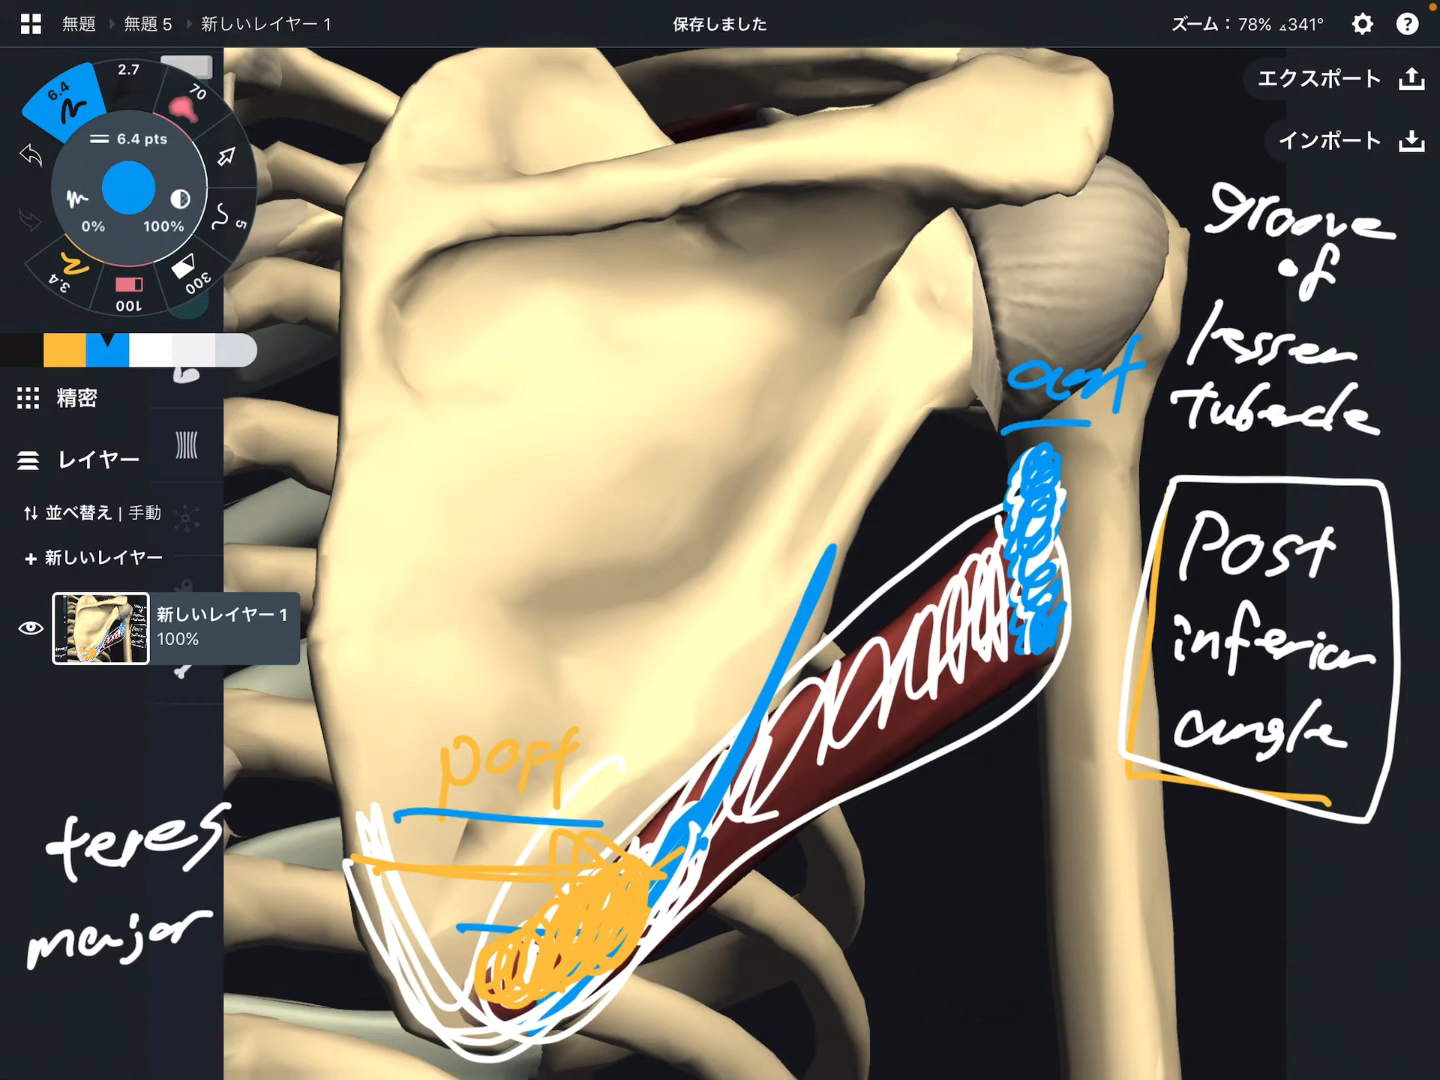 無題 無題 5 新しいレイヤー 1
保存しました
ズーム： 78% ⊿341°
エクスポート
インポート
2.7
6.4
70
6.4 pts
5
0% 100%
3.4
100
300
精密
レイヤー
並べ替え | 手動
+ 新しいレイヤー
新しいレイヤー 1
100%
groove
of
lesser
tubercle
ant
Post
inferior
angle
post
teres
major